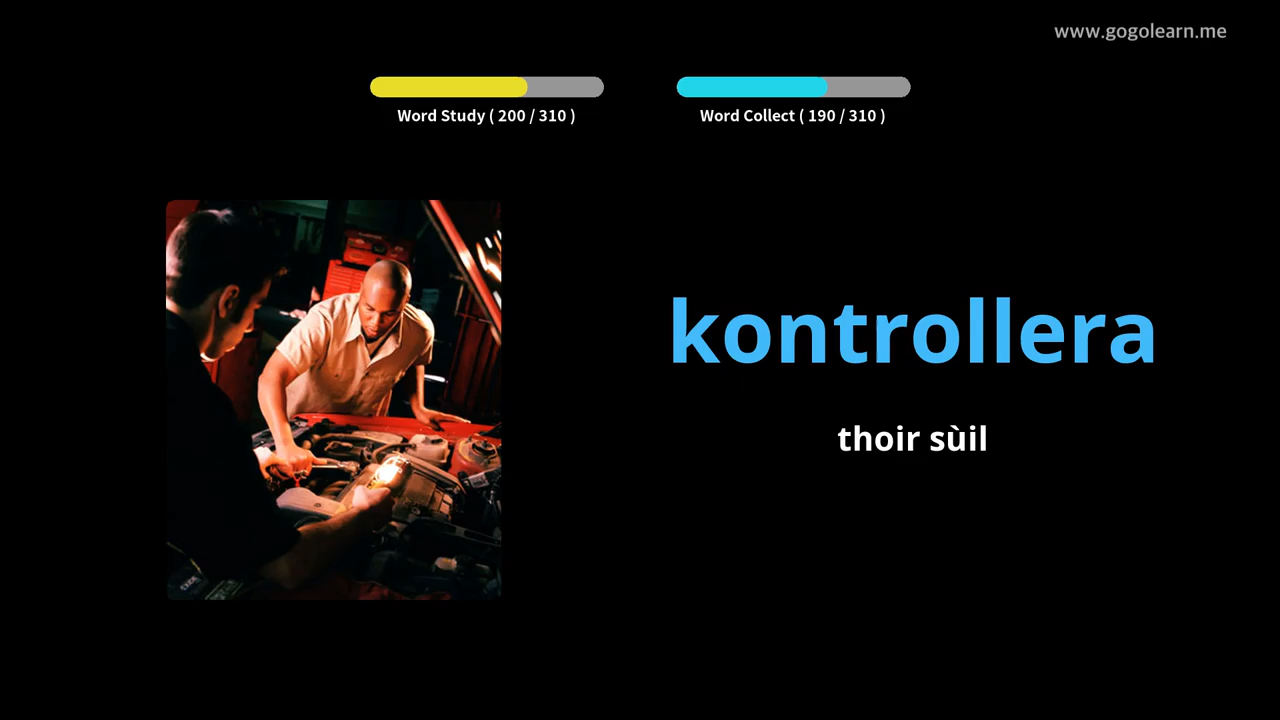 www.gogolearn.me
Word Study ( 200 / 310 )
Word Collect ( 190 / 310 )
kontrollera
thoir sùil